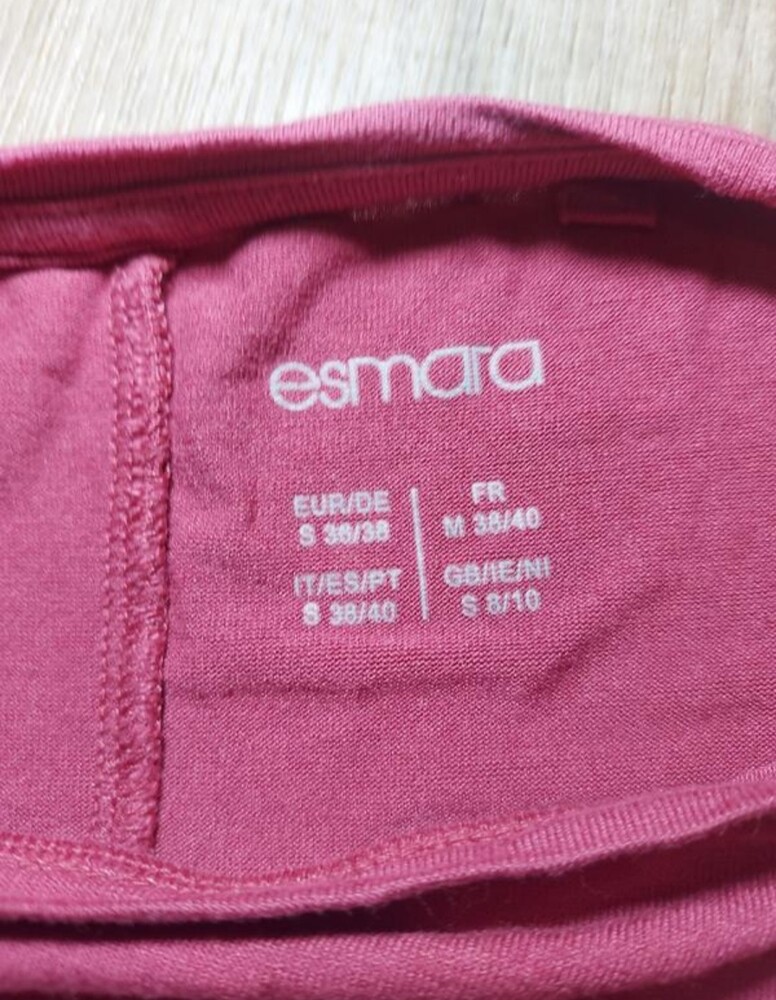 esmara
EUR/DE
S 36/38
FR
M 38/40
IT/ES/PT
S 38/40
GB/IE/NI
S 8/10